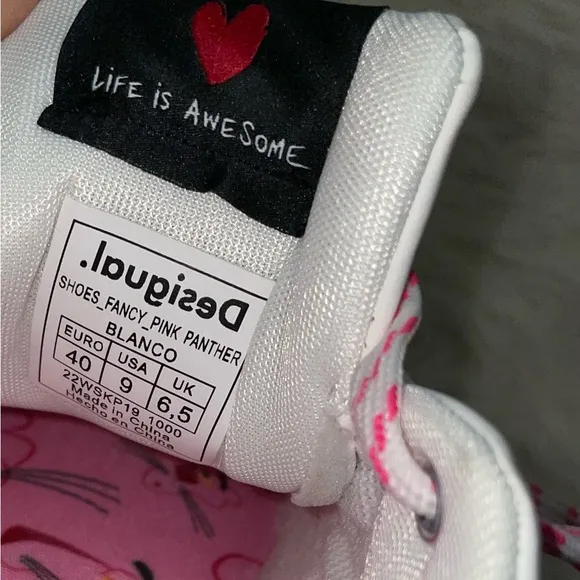 LiFE is AWESOME
Desigual.
SHOES_FANCY_PINK PANTHER
BLANCO
EURO USA UK
40 9 6,5
22WSKP19 1000
Made in China
Hecho en China